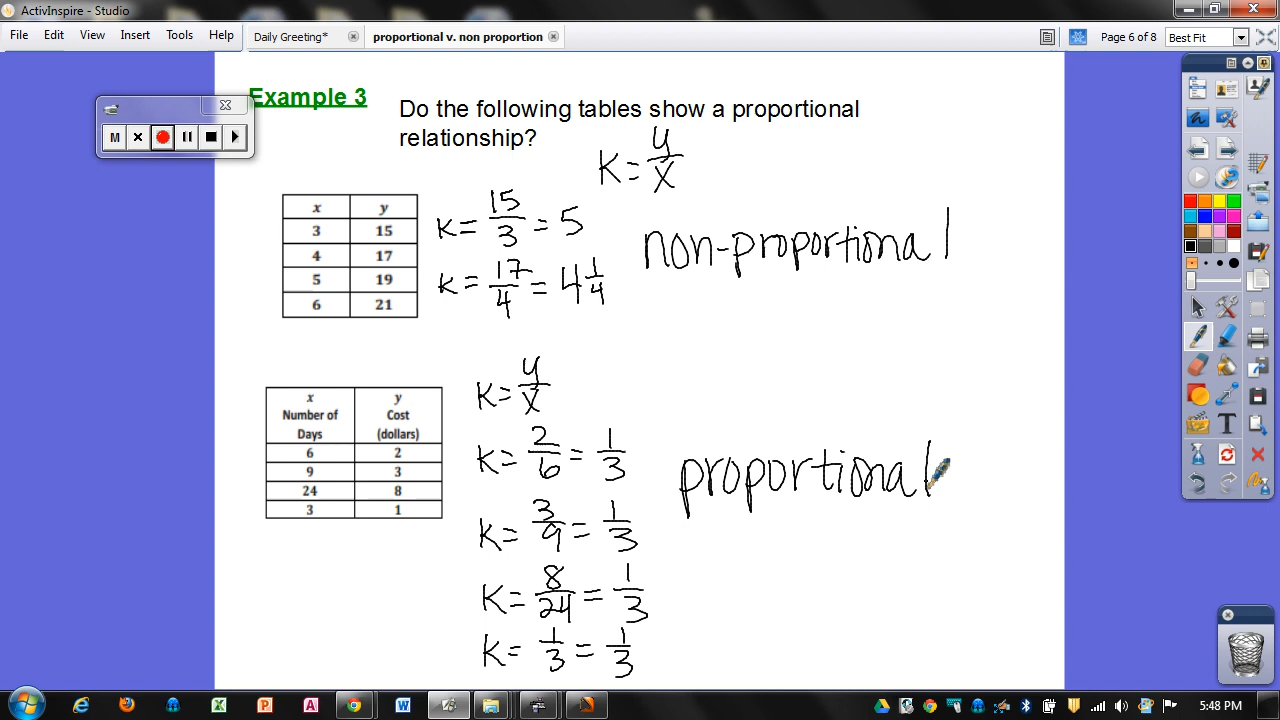 ActivInspire - Studio
File Edit View Insert Tools Help
Daily Greeting*
proportional v. non proportion
Page 6 of 8
Best Fit
Example 3
Do the following tables show a proportional
relationship?
K = y/x
M
x y
3 15
4 17
5 19
6 21
K = 15/3 = 5
K = 17/4 = 4 1/4
non-proportional
x y
Number of Cost
Days (dollars)
6 2
9 3
24 8
3 1
K = y/x
K = 2/6 = 1/3
K = 3/9 = 1/3
K = 8/24 = 1/3
K = 1/3 = 1/3
proportional
5:48 PM